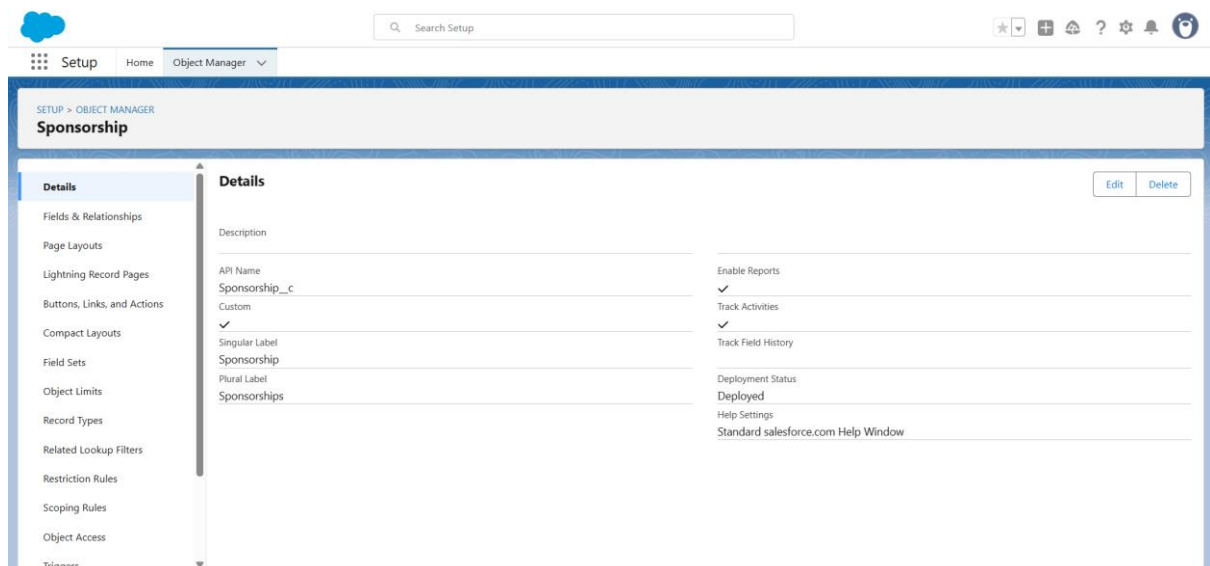 Search Setup
Setup
Home
Object Manager
SETUP > OBJECT MANAGER
Sponsorship
Details
Fields & Relationships
Page Layouts
Lightning Record Pages
Buttons, Links, and Actions
Compact Layouts
Field Sets
Object Limits
Record Types
Related Lookup Filters
Restriction Rules
Scoping Rules
Object Access
Triggers
Details
Edit
Delete
Description
API Name
Sponsorship__c
Custom
Singular Label
Sponsorship
Plural Label
Sponsorships
Enable Reports
Track Activities
Track Field History
Deployment Status
Deployed
Help Settings
Standard salesforce.com Help Window